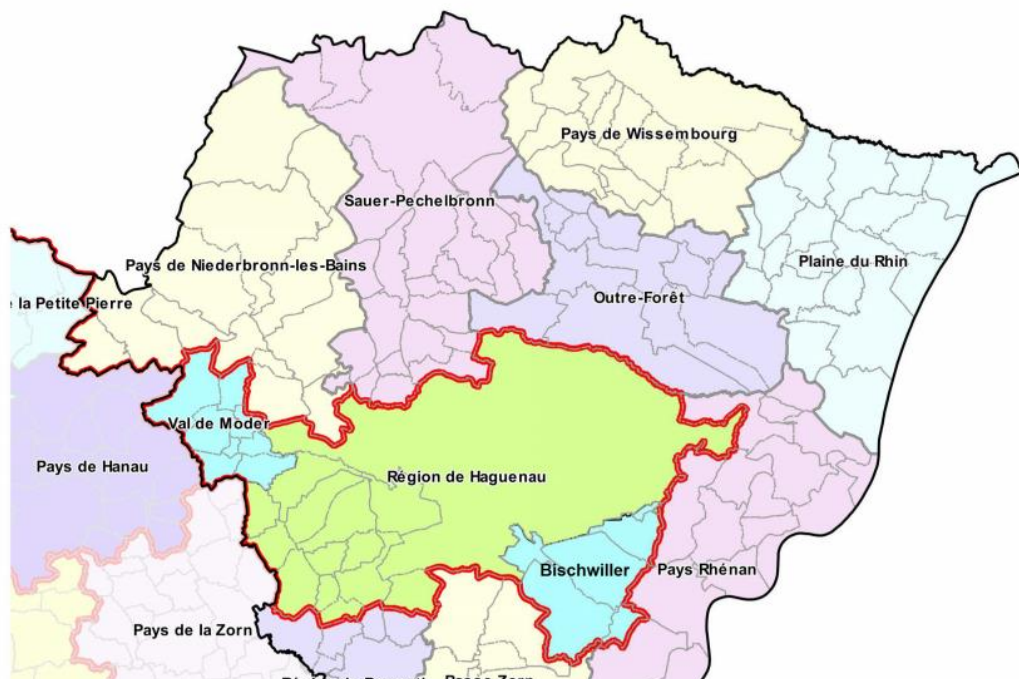 Pays de Wissembourg
Sauer-Pechelbronn
Pays de Niederbronn-les-Bains
Plaine du Rhin
Outre-Forêt
la Petite Pierre
Val de Moder
Pays de Hanau
Région de Haguenau
Bischwiller
Pays Rhénan
Pays de la Zorn